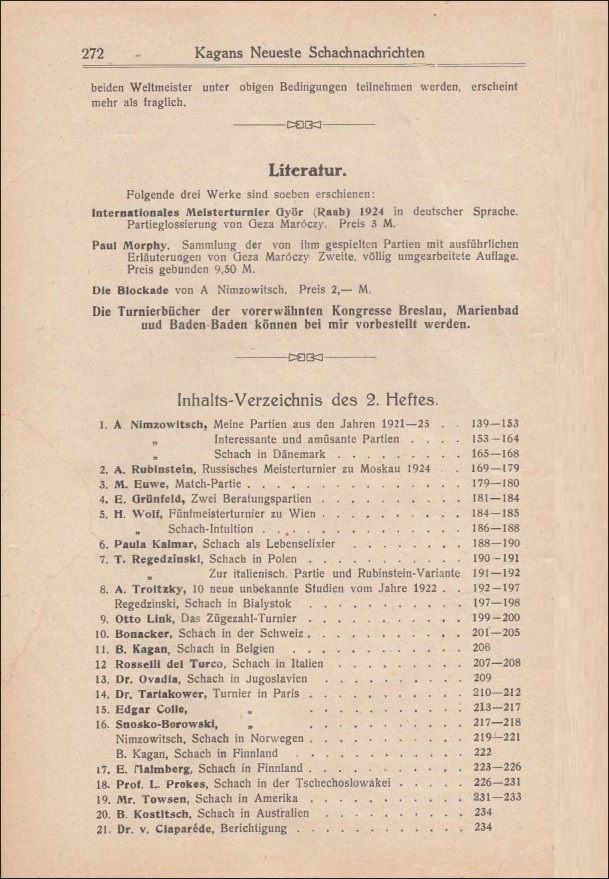 272 - Kagans Neueste Schachnachrichten
beiden Weltmeister unter obigen Bedingungen teilnehmen werden, erscheint
mehr als fraglich.
Literatur.
Folgende drei Werke sind soeben erschienen:
Internationales Meisterturnier Györ (Raab) 1924 in deutscher Sprache.
Partieglossierung von Geza Maróczy. Preis 3 M.
Paul Morphy. Sammlung der von ihm gespielten Partien mit ausführlichen
Erläuterungen von Geza Maróczy Zweite, völlig umgearbeitete Auflage.
Preis gebunden 9,50 M.
Die Blockade von A Nimzowitsch. Preis 2,— M.
Die Turnierbücher der vorerwähnten Kongresse Breslau, Marienbad
uud Baden-Baden können bei mir vorbestellt werden.
Inhalts-Verzeichnis des 2. Heftes.
1. A Nimzowitsch, Meine Partien aus den Jahren 1921—25 . . 139—153
„ Interessante und amüsante Partien . . . . 153-164
„ Schach in Dänemark . . . . . . . . . 165—168
2. A. Rubinstein, Russisches Meisterturnier zu Moskau 1924 . . 169—179
3. M. Euwe, Match-Partie . . . . . . . . . . . . . . . 179—180
4. E. Grünfeld, Zwei Beratungspartien . . . . . . . . . . 181—184
5. H. Wolf, Fünfmeisterturnier zu Wien . . . . . . . . . . 184—185
„ Schach-Intuition . . . . . . . . . . . . . 186—188
6. Paula Kalmar, Schach als Lebenselixier . . . . . . . . 188—190
7. T. Regedzinski, Schach in Polen . . . . . . . . . . . 190-191
„ Zur italienisch. Partie und Rubinstein-Variante 191—192
8. A. Troitzky, 10 neue unbekannte Studien vom Jahre 1922 . . 192—197
Regedzinski, Schach in Bialystok . . . . . . . . . . . 197—198
9. Otto Link, Das Zügezahl-Turnier . . . . . . . . . . . 199-200
10. Bonacker, Schach in der Schweiz . . . . . . . . . . . 201—205
11. B. Kagan, Schach in Belgien . . . . . . . . . . . . 206
12 Rosselli del Turco, Schach in Italien . . . . . . . . . 207—208
13. Dr. Ovadia, Schach in Jugoslavien . . . . . . . . . . 209
14. Dr. Tartakower, Turnier in Paris . . . . . . . . . . . 210—212
15. Edgar Colle, „ . . . . . . . . . . . 213—217
16. Snosko-Borowski, „ . . . . . . . . . . . 217—218
Nimzowitsch, Schach in Norwegen . . . . . . . . . . . 219—221
B. Kagan, Schach in Finnland . . . . . . . . . . . . 222
17. E. Malmberg, Schach in Finnland . . . . . . . . . . . 223—226
18. Prof. L. Prokes, Schach in der Tschechoslowakei . . . . . 226—231
19. Mr. Towsen, Schach in Amerika . . . . . . . . . . . 231—233
20. B. Kostitsch, Schach in Australien . . . . . . . . . . 234
21. Dr. v. Claparéde, Berichtigung . . . . . . . . . . . 234